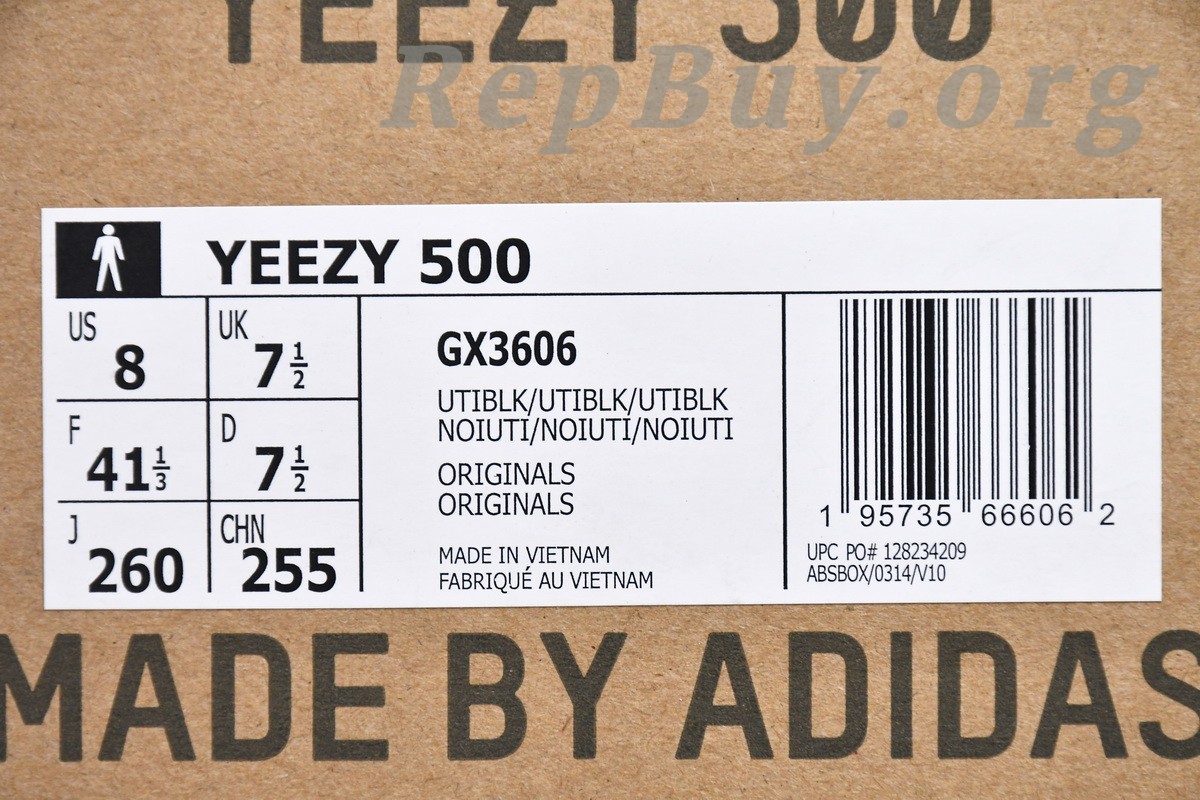 YEEZY 500
RepBuy.org
YEEZY 500
US
8
UK
7 1/2
F
41 1/3
D
7 1/2
J
260
CHN
255
GX3606
UTIBLK/UTIBLK/UTIBLK
NOIUTI/NOIUTI/NOIUTI
ORIGINALS
ORIGINALS
MADE IN VIETNAM
FABRIQUÉ AU VIETNAM
1 95735 66606 2
UPC PO# 128234209
ABSBOX/0314/V10
MADE BY ADIDAS